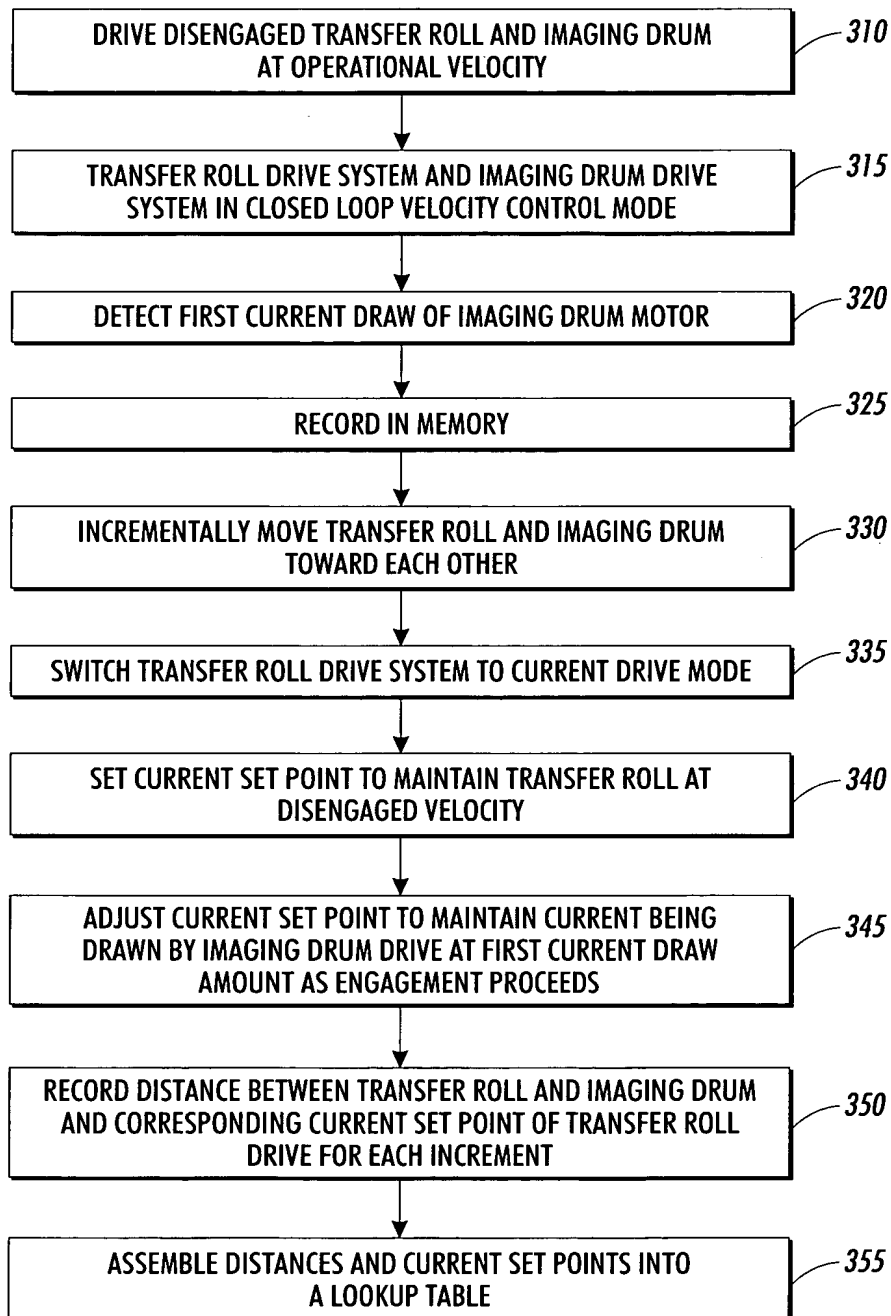 DRIVE DISENGAGED TRANSFER ROLL AND IMAGING DRUM
AT OPERATIONAL VELOCITY
310
TRANSFER ROLL DRIVE SYSTEM AND IMAGING DRUM DRIVE
SYSTEM IN CLOSED LOOP VELOCITY CONTROL MODE
315
DETECT FIRST CURRENT DRAW OF IMAGING DRUM MOTOR
320
RECORD IN MEMORY
325
INCREMENTALLY MOVE TRANSFER ROLL AND IMAGING DRUM
TOWARD EACH OTHER
330
SWITCH TRANSFER ROLL DRIVE SYSTEM TO CURRENT DRIVE MODE
335
SET CURRENT SET POINT TO MAINTAIN TRANSFER ROLL AT
DISENGAGED VELOCITY
340
ADJUST CURRENT SET POINT TO MAINTAIN CURRENT BEING
DRAWN BY IMAGING DRUM DRIVE AT FIRST CURRENT DRAW
AMOUNT AS ENGAGEMENT PROCEEDS
345
RECORD DISTANCE BETWEEN TRANSFER ROLL AND IMAGING DRUM
AND CORRESPONDING CURRENT SET POINT OF TRANSFER ROLL
DRIVE FOR EACH INCREMENT
350
ASSEMBLE DISTANCES AND CURRENT SET POINTS INTO
A LOOKUP TABLE
355